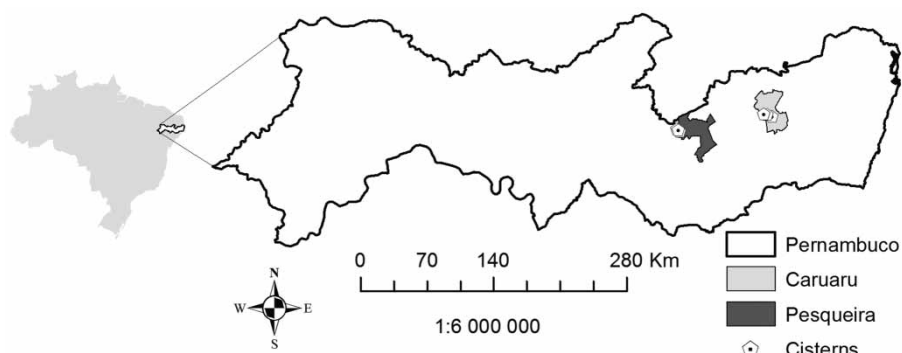 N
W E
S
0 70 140 280 Km
1:6 000 000
Pernambuco
Caruaru
Pesqueira
Cisterns